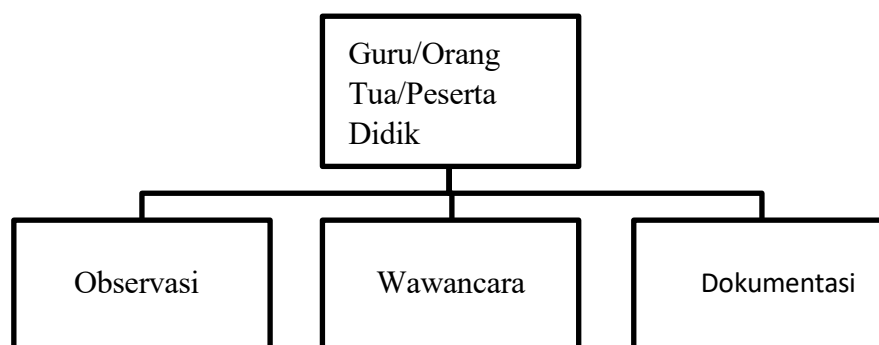 Guru/Orang
Tua/Peserta
Didik
Observasi
Wawancara
Dokumentasi